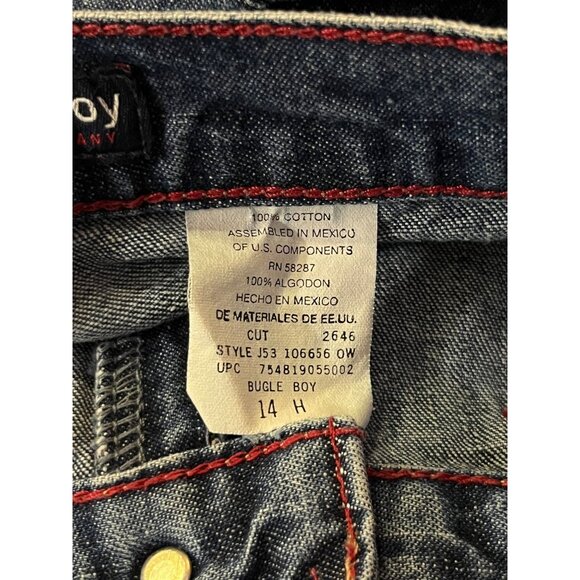 oy
ANY
100% COTTON
ASSEMBLED IN MEXICO
OF U.S. COMPONENTS
RN 58287
100% ALGODON
HECHO EN MEXICO
DE MATERIALES DE EE.UU.
CUT 2646
STYLE J53 106656 OW
UPC 754819055002
BUGLE BOY
14 H